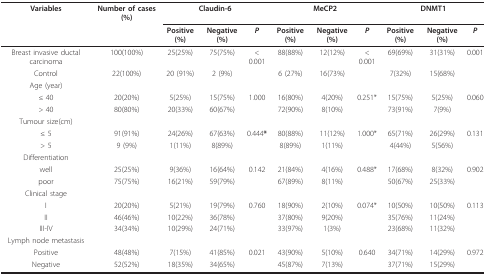 Variables Number of cases (%) Claudin-6 MeCP2 DNMT1
Positive (%) Negative (%) P Positive (%) Negative (%) P Positive (%) Negative (%) P
Breast invasive ductal carcinoma 100(100%) 25(25%) 75(75%) < 0.001 88(88%) 12(12%) < 0.001 69(69%) 31(31%) 0.001
Control 22(100%) 20 (91%) 2 (9%) 6 (27%) 16(73%) 7(32%) 15(68%)
Age (year)
≤ 40 20(20%) 5(25%) 15(75%) 1.000 16(80%) 4(20%) 0.251* 15(75%) 5(25%) 0.060
> 40 80(80%) 20(33%) 60(67%) 72(90%) 8(10%) 73(91%) 7(9%)
Tumour size(cm)
≤ 5 91(91%) 24(26%) 67(63%) 0.444* 80(88%) 11(12%) 1.000* 65(71%) 26(29%) 0.131
> 5 9 (9%) 1(11%) 8(89%) 8(89%) 1(11%) 4(44%) 5(56%)
Differentiation
well 25(25%) 9(36%) 16(64%) 0.142 21(84%) 4(16%) 0.488* 17(68%) 8(32%) 0.902
poor 75(75%) 16(21%) 59(79%) 67(89%) 8(11%) 50(67%) 25(33%)
Clinical stage
I 20(20%) 5(21%) 19(79%) 0.760 18(90%) 2(10%) 0.074* 10(50%) 10(50%) 0.113
II 46(46%) 10(22%) 36(78%) 37(80%) 9(20%) 35(76%) 11(24%)
III-IV 34(34%) 10(29%) 24(71%) 33(97%) 1(3%) 23(68%) 11(32%)
Lymph node metastasis
Positive 48(48%) 7(15%) 41(85%) 0.021 43(90%) 5(10%) 0.640 34(71%) 14(29%) 0.972
Negative 52(52%) 18(35%) 34(65%) 45(87%) 7(13%) 37(71%) 15(29%)